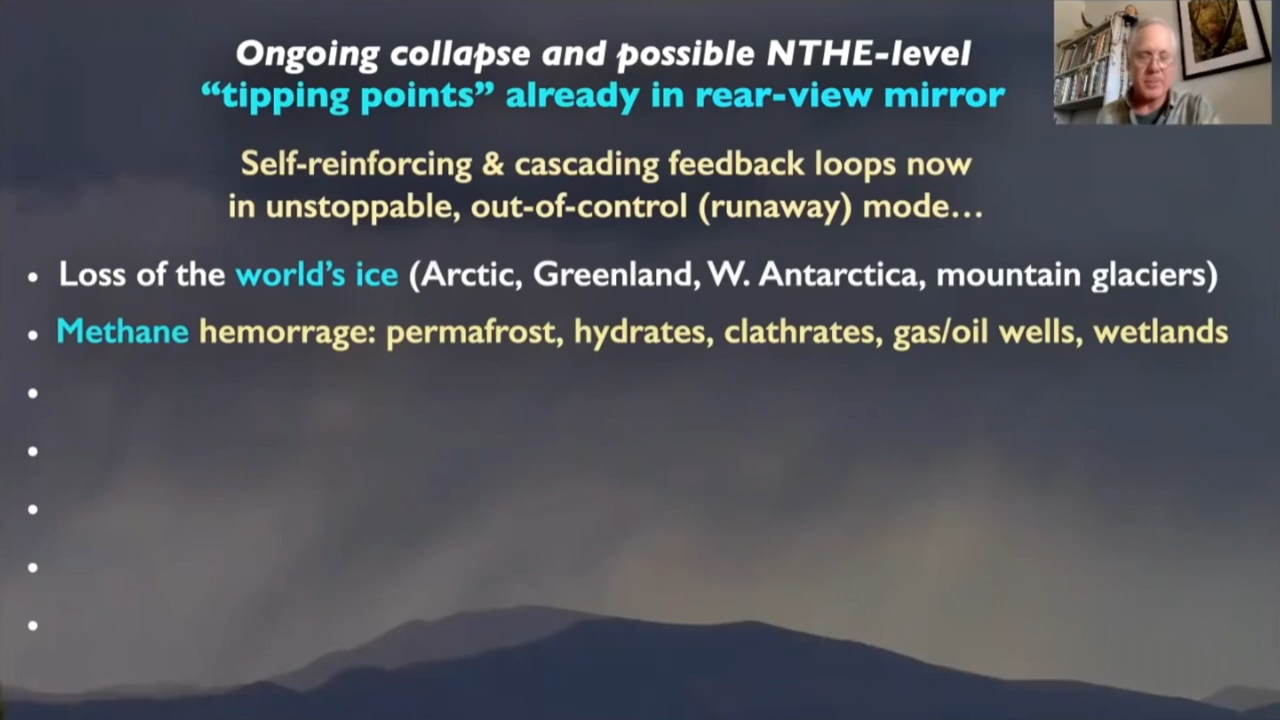 Ongoing collapse and possible NTHE-level
“tipping points” already in rear-view mirror
Self-reinforcing & cascading feedback loops now
in unstoppable, out-of-control (runaway) mode…
• Loss of the world’s ice (Arctic, Greenland, W. Antarctica, mountain glaciers)
• Methane hemorrage: permafrost, hydrates, clathrates, gas/oil wells, wetlands